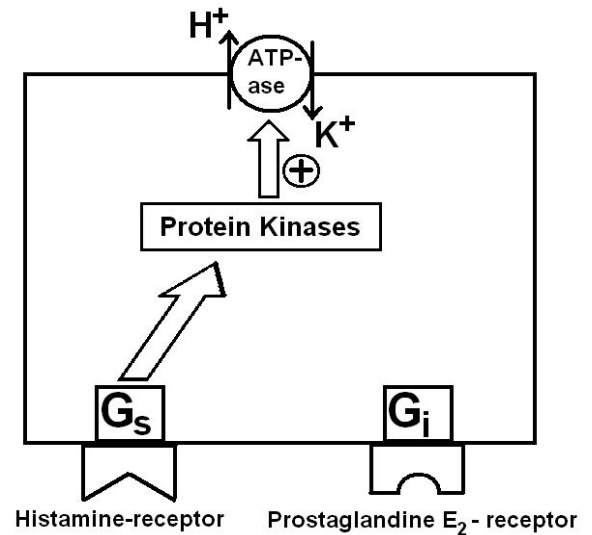 H⁺
ATP-
ase
K⁺
+
Protein Kinases
Gₛ
Gᵢ
Histamine-receptor
Prostaglandine E₂ - receptor